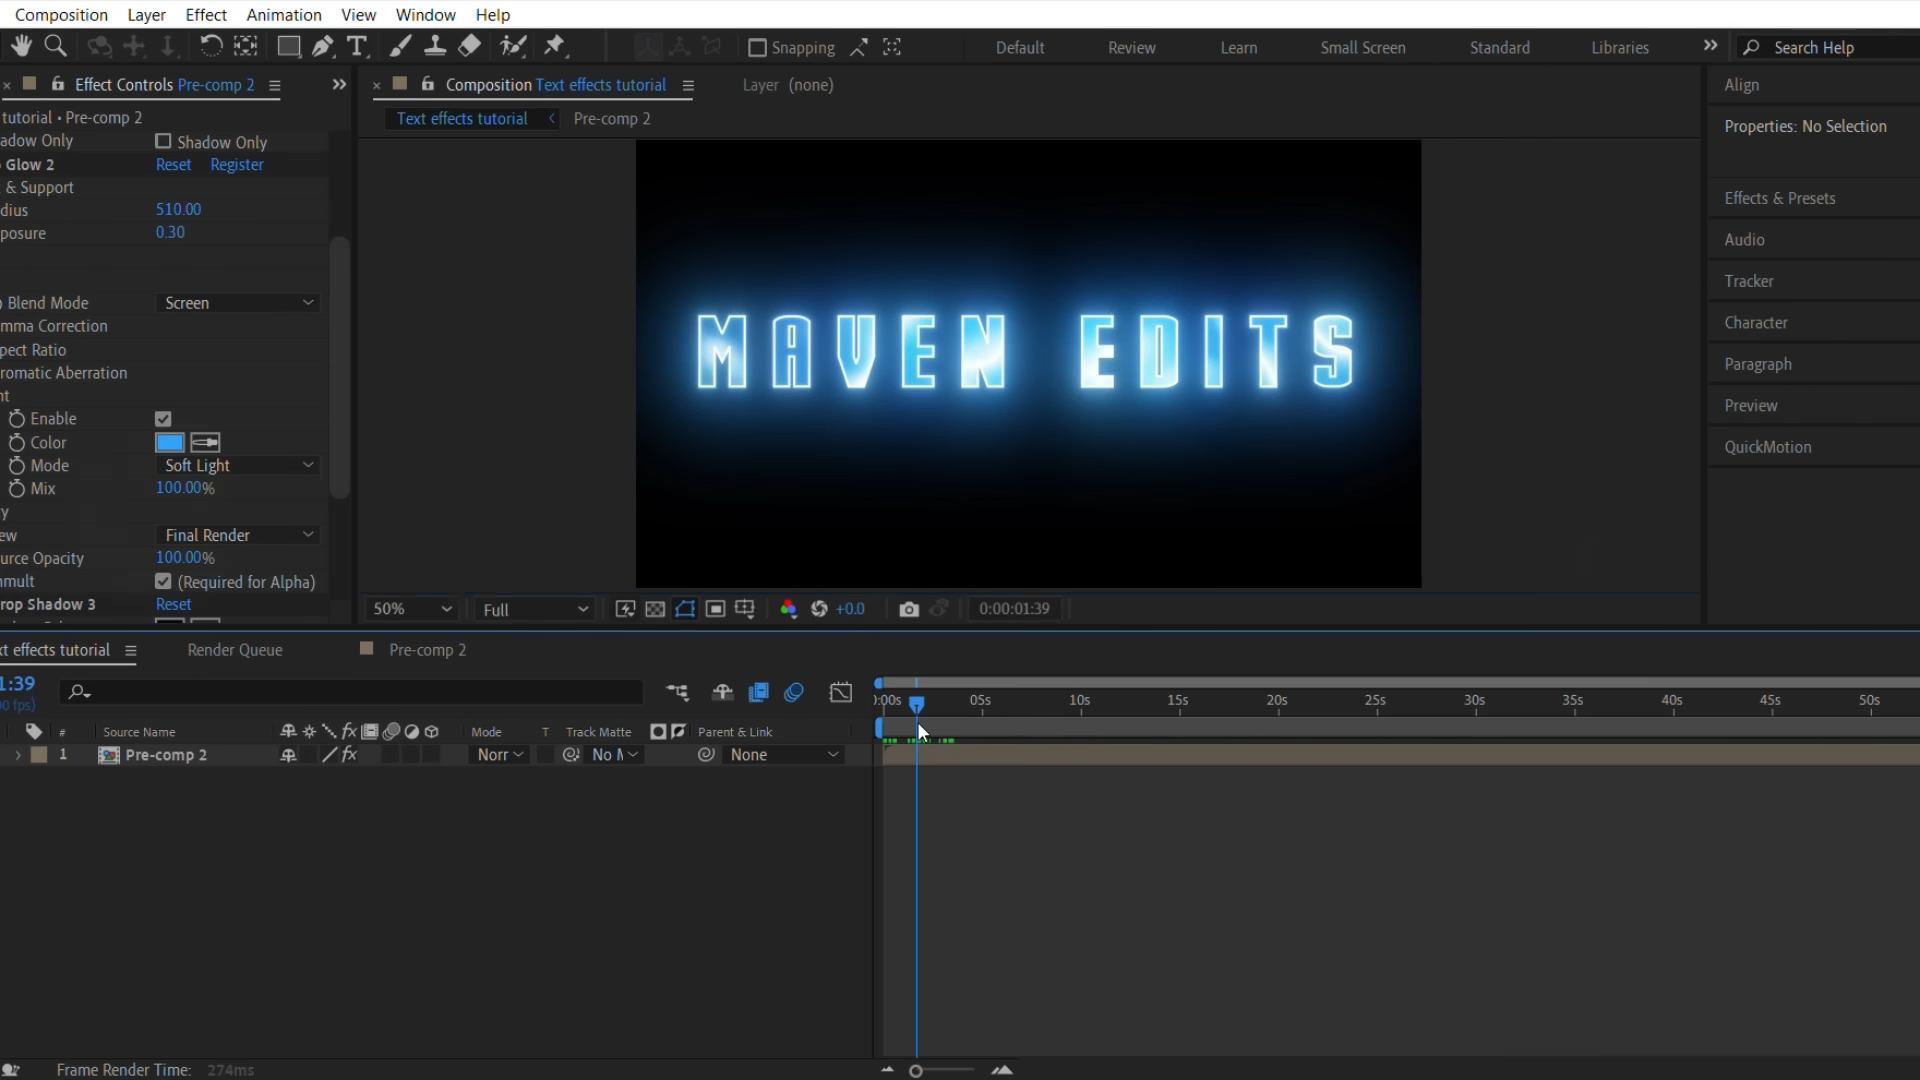 Composition Layer Effect Animation View Window Help
Snapping Default Review Learn Small Screen Standard Libraries Search Help
Effect Controls Pre-comp 2
Composition Text effects tutorial
Layer (none)
Align
tutorial • Pre-comp 2
Text effects tutorial Pre-comp 2
Properties: No Selection
adow Only Shadow Only
Glow 2 Reset Register
& Support
Effects & Presets
dius 510.00
posure 0.30
Audio
Tracker
Blend Mode Screen
mma Correction
Character
pect Ratio
Paragraph
romatic Aberration
nt
Preview
Enable
Color
QuickMotion
Mode Soft Light
Mix 100.00%
y
ew Final Render
urce Opacity 100.00%
mult (Required for Alpha)
rop Shadow 3 Reset
MAVEN EDITS
50% Full +0.0 0:00:01:39
xt effects tutorial Render Queue Pre-comp 2
1:39
0 fps)
):00s 05s 10s 15s 20s 25s 30s 35s 40s 45s 50s
# Source Name fx Mode T Track Matte Parent & Link
1 Pre-comp 2 fx Norr No M None
Frame Render Time: 274ms